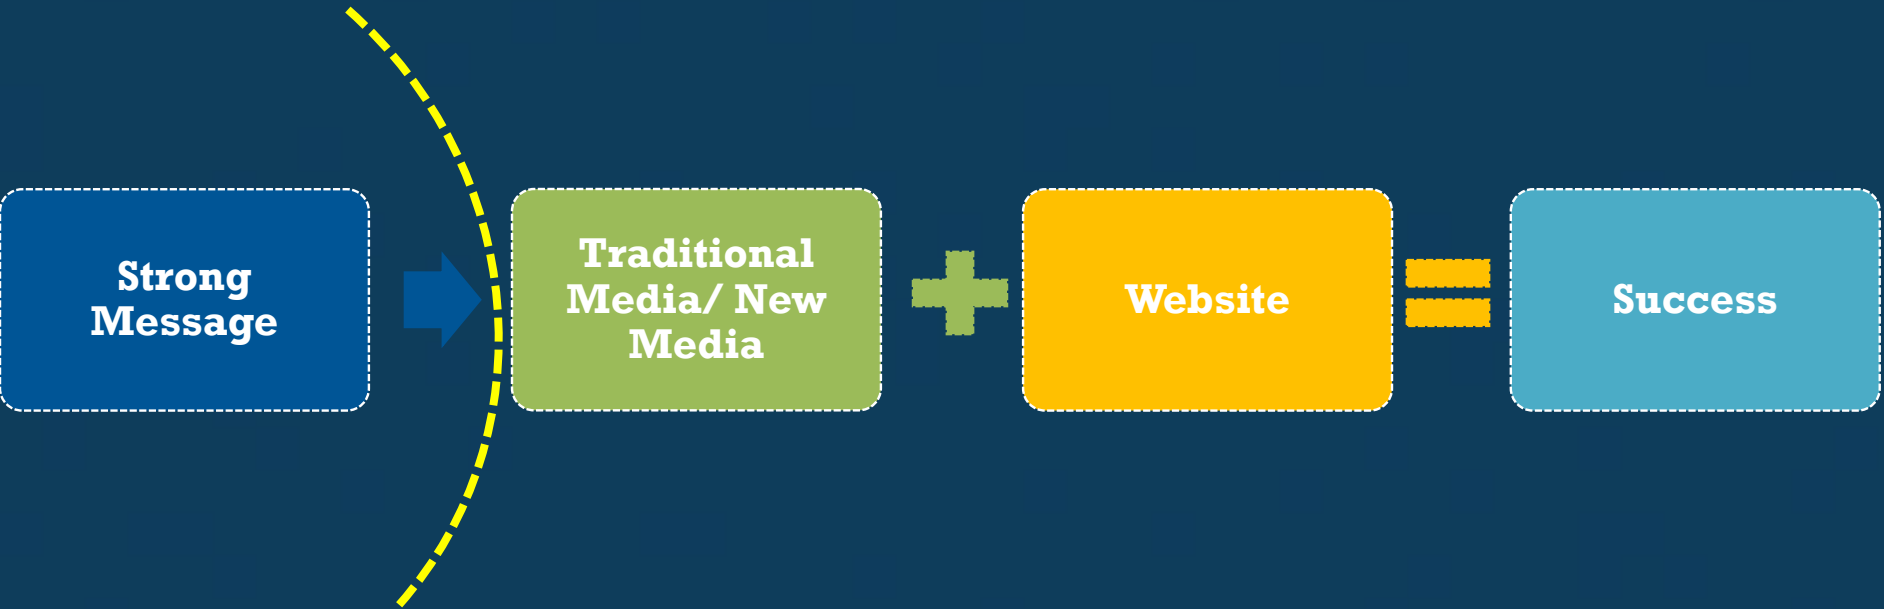 Strong
Message
Traditional
Media/ New
Media
Website
Success